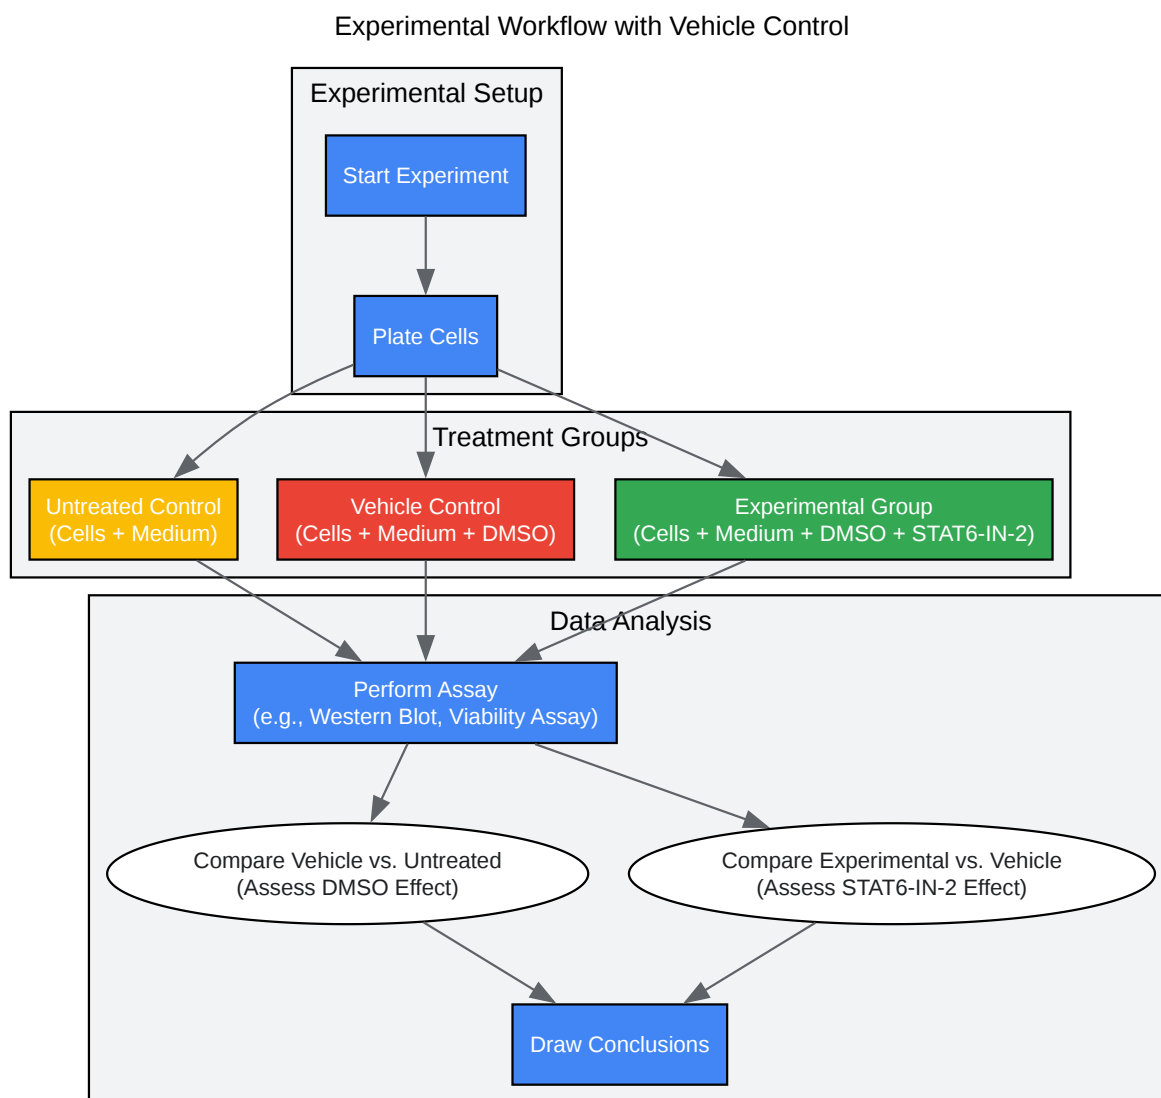 Experimental Workflow with Vehicle Control
Experimental Setup
Start Experiment
Plate Cells
Treatment Groups
Untreated Control
(Cells + Medium)
Vehicle Control
(Cells + Medium + DMSO)
Experimental Group
(Cells + Medium + DMSO + STAT6-IN-2)
Data Analysis
Perform Assay
(e.g., Western Blot, Viability Assay)
Compare Vehicle vs. Untreated
(Assess DMSO Effect)
Compare Experimental vs. Vehicle
(Assess STAT6-IN-2 Effect)
Draw Conclusions